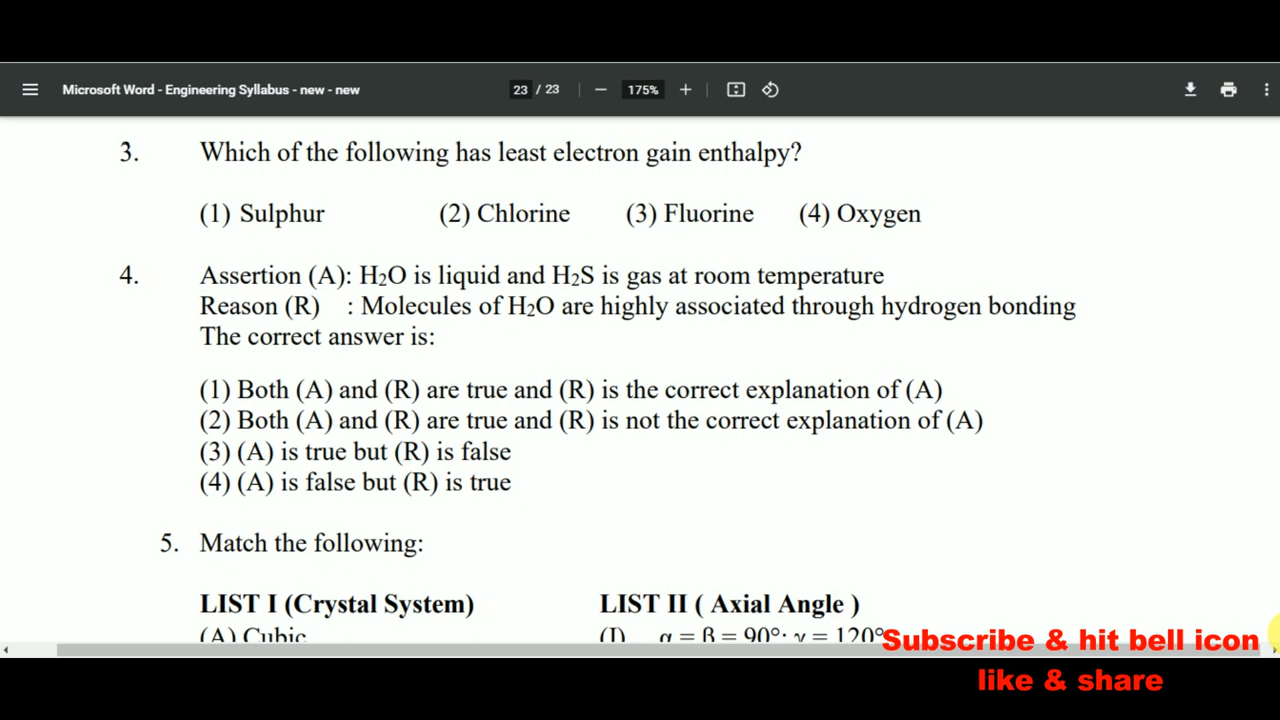 Microsoft Word - Engineering Syllabus - new - new
23 / 23
175%
3. Which of the following has least electron gain enthalpy?
(1) Sulphur (2) Chlorine (3) Fluorine (4) Oxygen
4. Assertion (A): H₂O is liquid and H₂S is gas at room temperature
Reason (R) : Molecules of H₂O are highly associated through hydrogen bonding
The correct answer is:
(1) Both (A) and (R) are true and (R) is the correct explanation of (A)
(2) Both (A) and (R) are true and (R) is not the correct explanation of (A)
(3) (A) is true but (R) is false
(4) (A) is false but (R) is true
5. Match the following:
LIST I (Crystal System) LIST II ( Axial Angle )
(A) Cubic (I) α = β = 90°; γ = 120°
Subscribe & hit bell icon
like & share